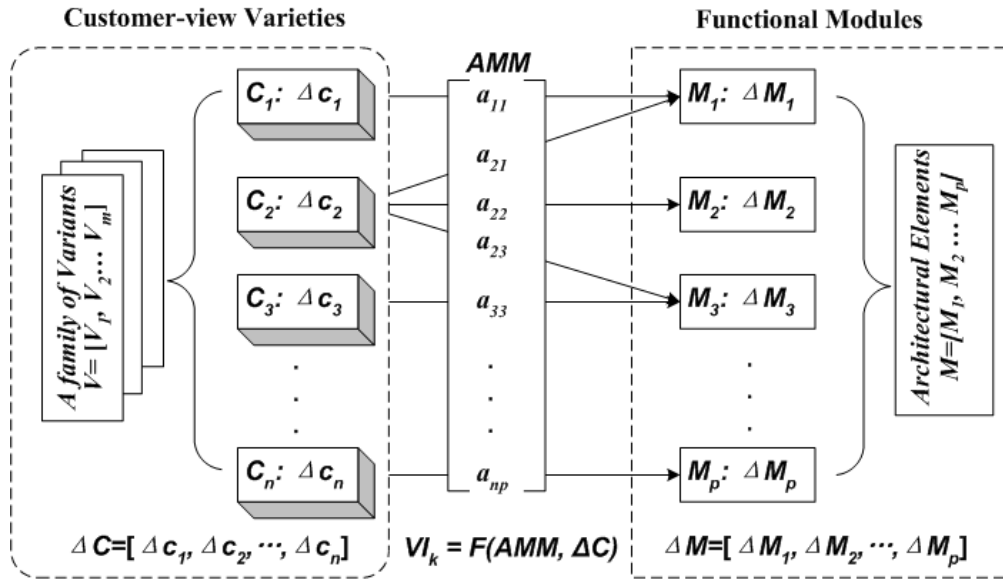 Customer-view Varieties
Functional Modules
AMM
A family of Variants
V= [V₁, V₂… Vₘ]
C₁: Δc₁
C₂: Δc₂
C₃: Δc₃
.
.
.
Cₙ: Δcₙ
a₁₁
a₂₁
a₂₂
a₂₃
a₃₃
.
.
.
aₙₚ
M₁: ΔM₁
M₂: ΔM₂
M₃: ΔM₃
.
.
.
Mₚ: ΔMₚ
Architectural Elements
M=[M₁, M₂ … Mₚ]
ΔC=[Δc₁, Δc₂, …, Δcₙ]
VIₖ = F(AMM, ΔC)
ΔM=[ΔM₁, ΔM₂, …, ΔMₚ]